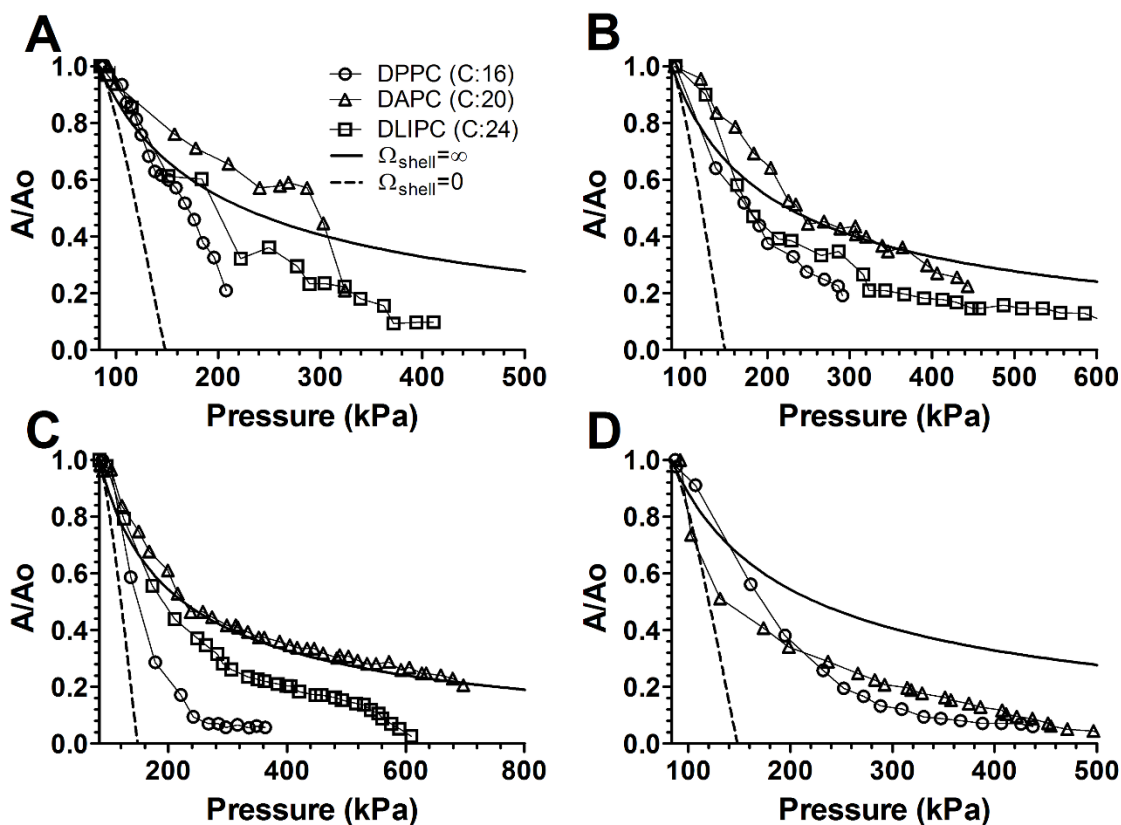 A
1.0
0.8
0.6
0.4
0.2
0.0
A/Ao
100 200 300 400 500
Pressure (kPa)
DPPC (C:16)
DAPC (C:20)
DLIPC (C:24)
Ωshell=∞
Ωshell=0
B
1.0
0.8
0.6
0.4
0.2
0.0
A/Ao
100 200 300 400 500 600
Pressure (kPa)
C
1.0
0.8
0.6
0.4
0.2
0.0
A/Ao
200 400 600 800
Pressure (kPa)
D
1.0
0.8
0.6
0.4
0.2
0.0
A/Ao
100 200 300 400 500
Pressure (kPa)